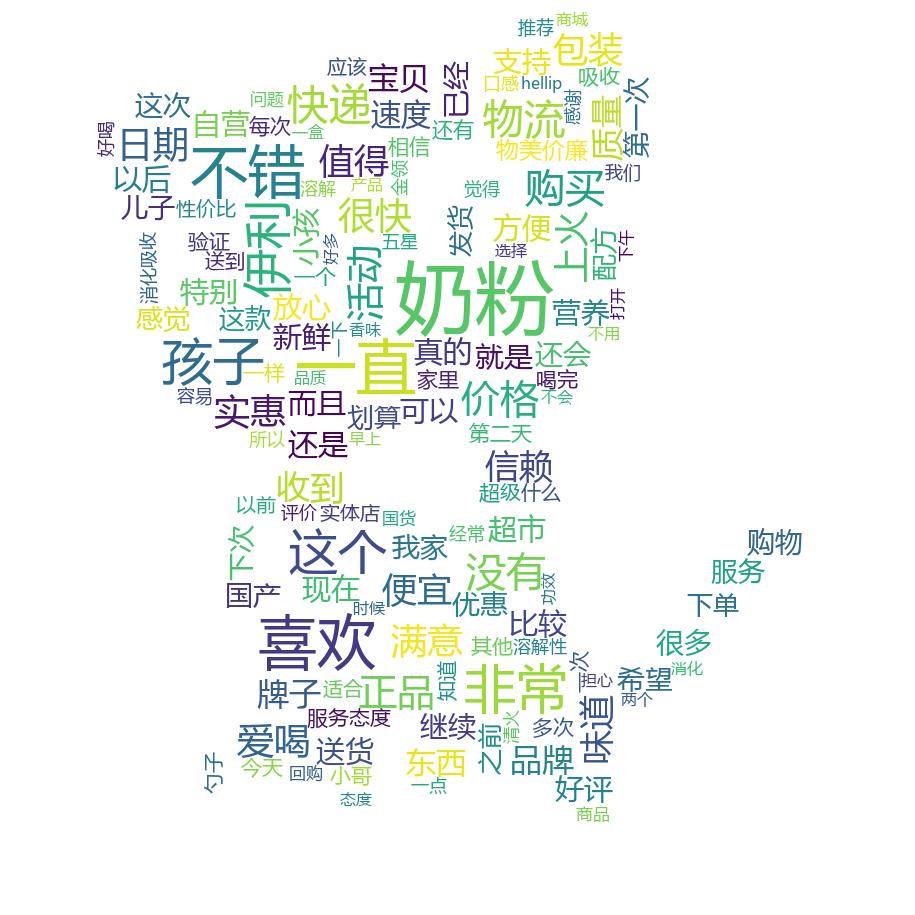 商城
推荐
包装
支持
应该
宝贝
已经
口感
hellip
吸收
这次
问题
快递
速度
物流
感谢
质量
第一次
自营
每次
一盒
还有
好喝
日期
不错
值得
相信
物美价廉
我们
以后
溶解
产品
金领
觉得
购买
儿子
性价比
伊利
小孩
很快
发货
方便
上火
配方
下午
验证
好多
五星
选择
消化吸收
送到
一个
活动
奶粉
特别
放心
营养
打开
感觉
这款
新鲜
一下
香味
不用
孩子
一样
一直
真的
就是
还会
品质
家里
喝完
容易
实惠
而且
划算
可以
价格
不会
所以
还是
早上
第二天
信赖
收到
超级
什么
以前
评价
实体店
国货
下次
这个
我家
经常
超市
购物
没有
服务
国产
现在
便宜
优惠
功效
下单
时候
比较
喜欢
满意
其他
溶解性
很多
一次
消化
牌子
适合
正品
知道
非常
担心
希望
两个
服务态度
继续
清火
多次
味道
爱喝
送货
之前
品牌
勺子
今天
回购
小哥
东西
一点
好评
态度
商品